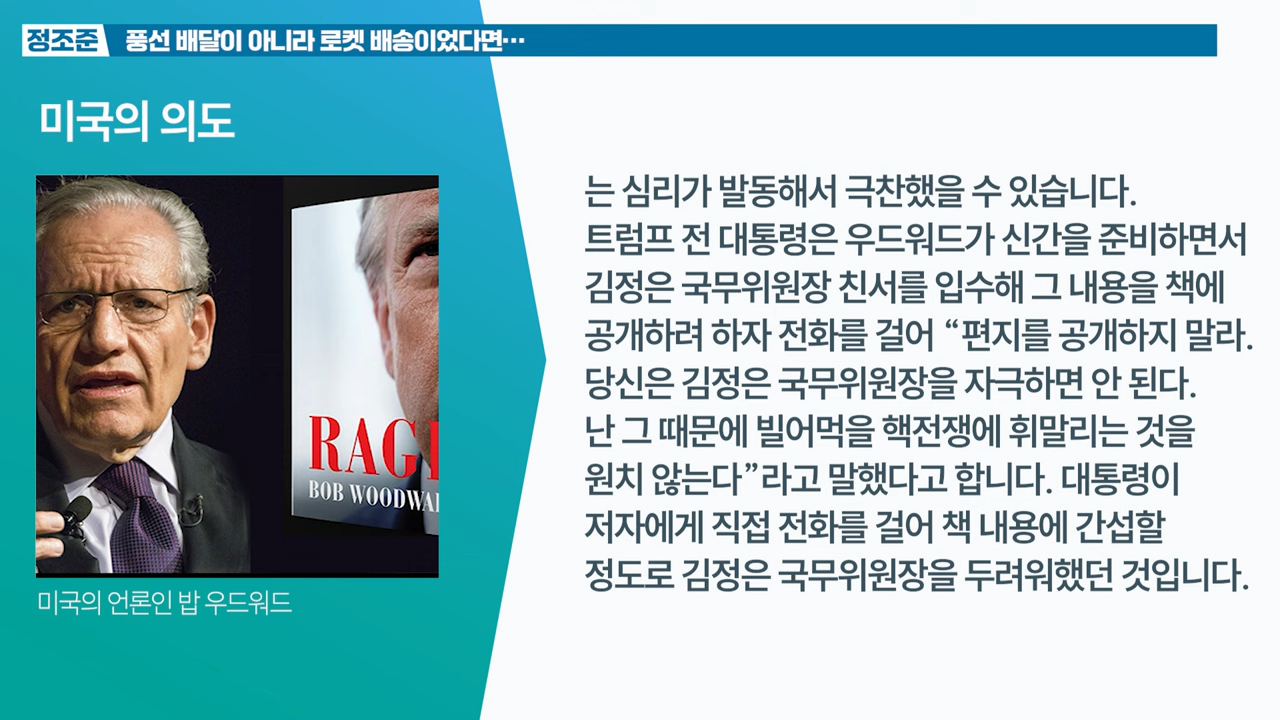 정조준 풍선 배달이 아니라 로켓 배송이었다면…
미국의 의도
RAG
BOB WOODWA
미국의 언론인 밥 우드워드
는 심리가 발동해서 극찬했을 수 있습니다.
트럼프 전 대통령은 우드워드가 신간을 준비하면서
김정은 국무위원장 친서를 입수해 그 내용을 책에
공개하려 하자 전화를 걸어 “편지를 공개하지 말라.
당신은 김정은 국무위원장을 자극하면 안 된다.
난 그 때문에 빌어먹을 핵전쟁에 휘말리는 것을
원치 않는다”라고 말했다고 합니다. 대통령이
저자에게 직접 전화를 걸어 책 내용에 간섭할
정도로 김정은 국무위원장을 두려워했던 것입니다.